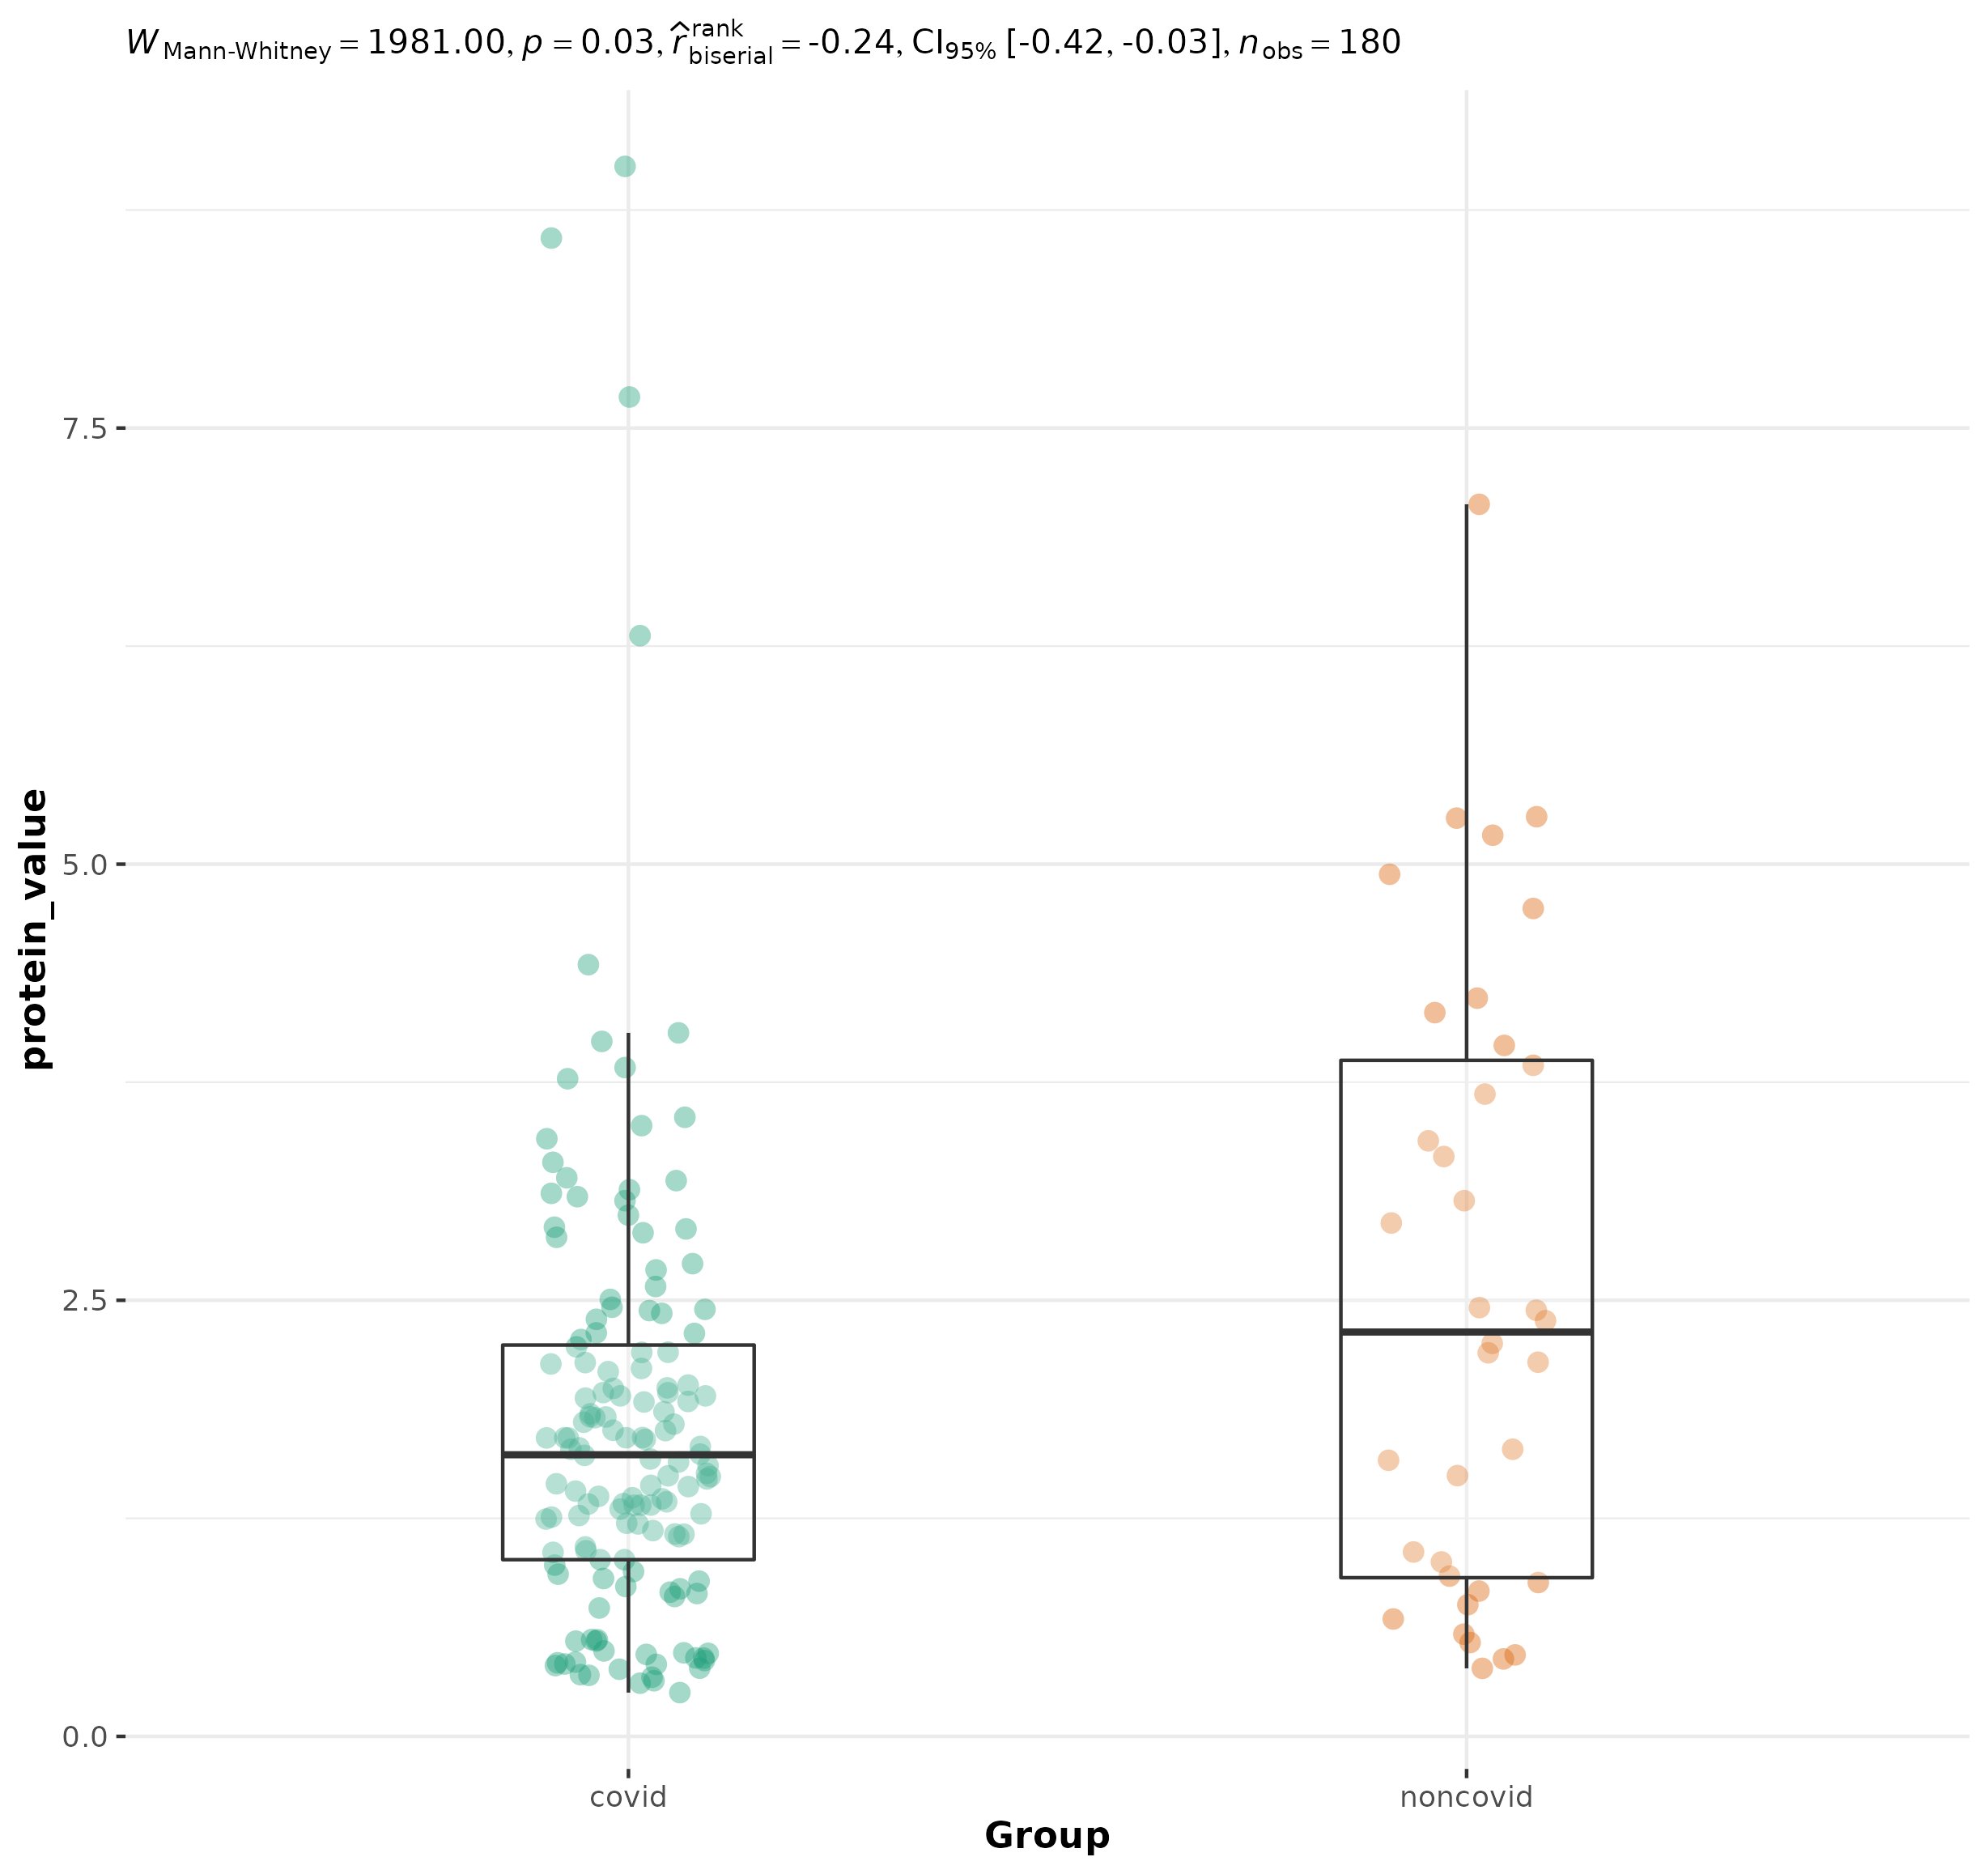 W Mann-Whitney = 1981.00, p = 0.03, r̂ rank biserial = -0.24, CI95% [-0.42, -0.03], nobs = 180
protein_value
7.5
5.0
2.5
0.0
covid noncovid
Group